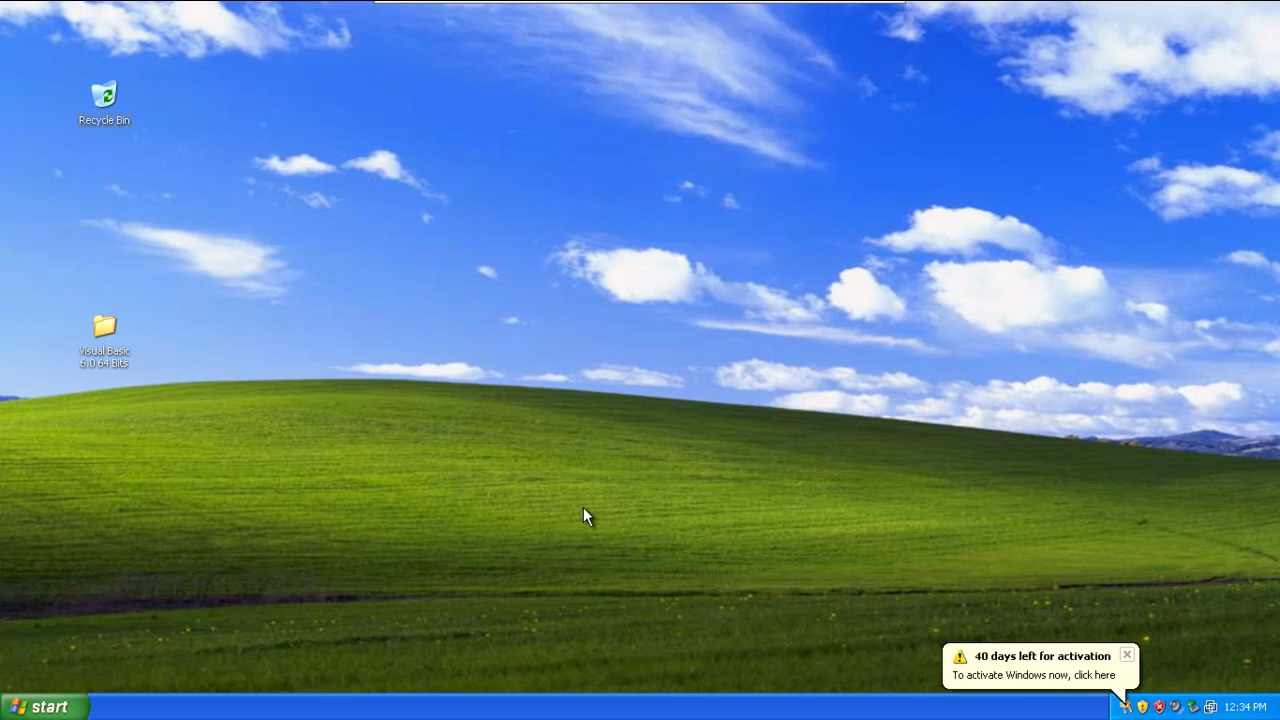 Recycle Bin
Visual Basic
6.0 64 Bits
40 days left for activation
To activate Windows now, click here
start
12:34 PM